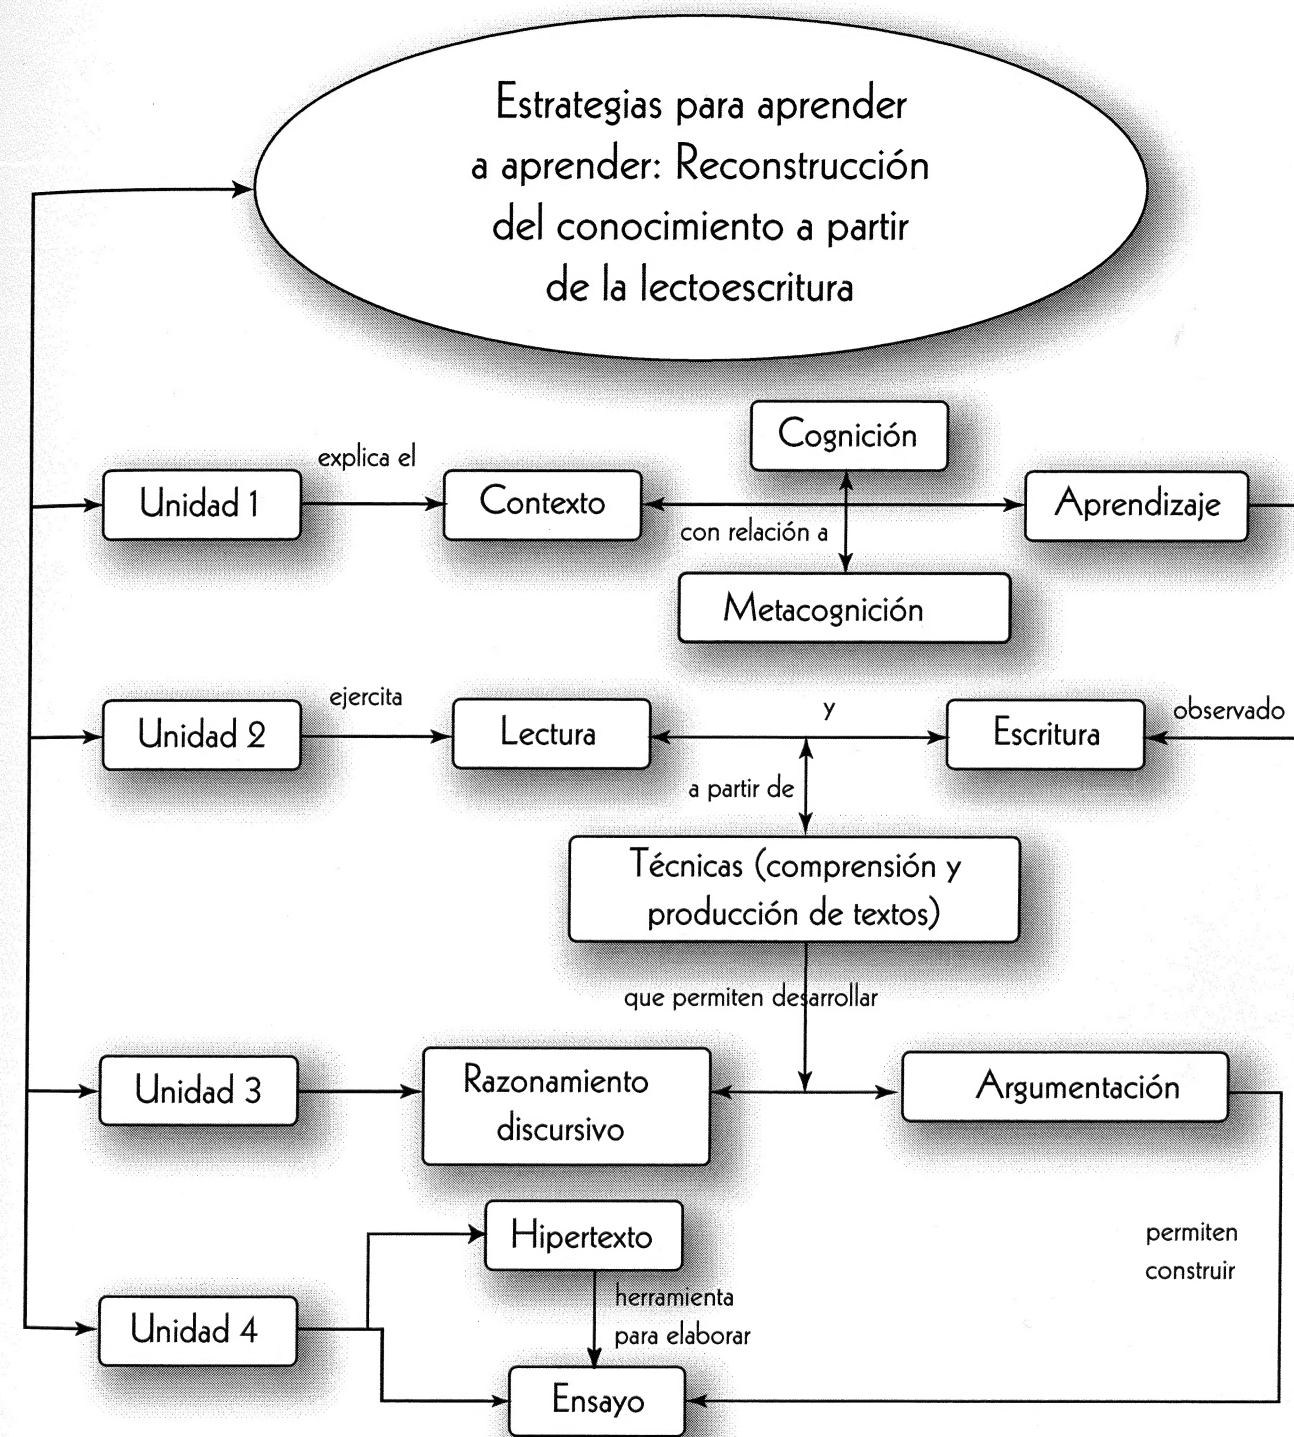 Estrategias para aprender
a aprender: Reconstrucción
del conocimiento a partir
de la lectoescritura
Cognición
explica el
Unidad 1
Contexto
Aprendizaje
con relación a
Metacognición
ejercita
Unidad 2
Lectura
y
Escritura
observado
a partir de
Técnicas (comprensión y
producción de textos)
que permiten desarrollar
Unidad 3
Razonamiento
discursivo
Argumentación
Hipertexto
permiten
construir
herramienta
para elaborar
Unidad 4
Ensayo